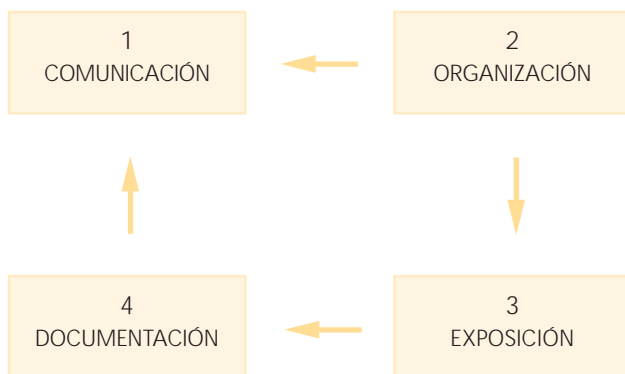 1
COMUNICACIÓN
2
ORGANIZACIÓN
4
DOCUMENTACIÓN
3
EXPOSICIÓN